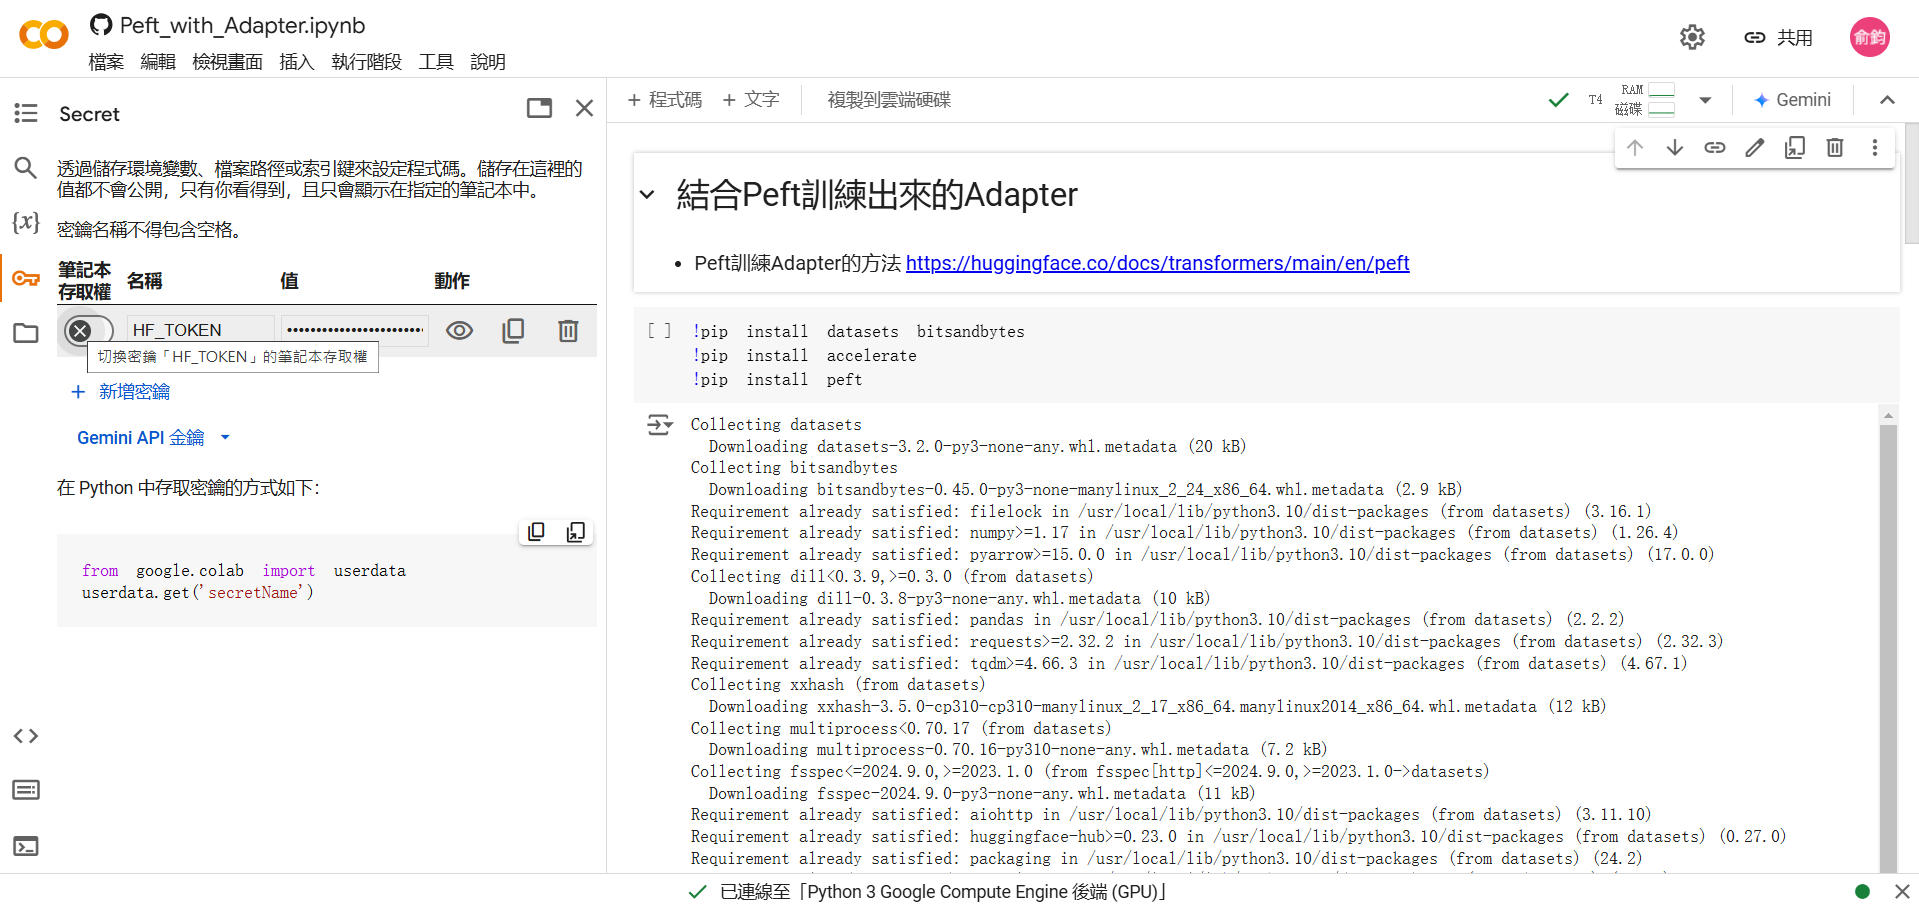 Peft_with_Adapter.ipynb
檔案 編輯 檢視畫面 插入 執行階段 工具 說明
共用
俞鈞
Secret
透過儲存環境變數、檔案路徑或索引鍵來設定程式碼。儲存在這裡的
值都不會公開，只有你看得到，且只會顯示在指定的筆記本中。
密鑰名稱不得包含空格。
筆記本
存取權 名稱 值 動作
HF_TOKEN ••••••••••••••••••••••••
切換密鑰「HF_TOKEN」的筆記本存取權
+ 新增密鑰
Gemini API 金鑰
在 Python 中存取密鑰的方式如下：
from google.colab import userdata
userdata.get('secretName')
+ 程式碼 + 文字 複製到雲端硬碟
T4 RAM
磁碟
Gemini
結合Peft訓練出來的Adapter
• Peft訓練Adapter的方法 https://huggingface.co/docs/transformers/main/en/peft
[ ] !pip install datasets bitsandbytes
!pip install accelerate
!pip install peft
Collecting datasets
Downloading datasets-3.2.0-py3-none-any.whl.metadata (20 kB)
Collecting bitsandbytes
Downloading bitsandbytes-0.45.0-py3-none-manylinux_2_24_x86_64.whl.metadata (2.9 kB)
Requirement already satisfied: filelock in /usr/local/lib/python3.10/dist-packages (from datasets) (3.16.1)
Requirement already satisfied: numpy>=1.17 in /usr/local/lib/python3.10/dist-packages (from datasets) (1.26.4)
Requirement already satisfied: pyarrow>=15.0.0 in /usr/local/lib/python3.10/dist-packages (from datasets) (17.0.0)
Collecting dill<0.3.9,>=0.3.0 (from datasets)
Downloading dill-0.3.8-py3-none-any.whl.metadata (10 kB)
Requirement already satisfied: pandas in /usr/local/lib/python3.10/dist-packages (from datasets) (2.2.2)
Requirement already satisfied: requests>=2.32.2 in /usr/local/lib/python3.10/dist-packages (from datasets) (2.32.3)
Requirement already satisfied: tqdm>=4.66.3 in /usr/local/lib/python3.10/dist-packages (from datasets) (4.67.1)
Collecting xxhash (from datasets)
Downloading xxhash-3.5.0-cp310-cp310-manylinux_2_17_x86_64.manylinux2014_x86_64.whl.metadata (12 kB)
Collecting multiprocess<0.70.17 (from datasets)
Downloading multiprocess-0.70.16-py310-none-any.whl.metadata (7.2 kB)
Collecting fsspec<=2024.9.0,>=2023.1.0 (from fsspec[http]<=2024.9.0,>=2023.1.0->datasets)
Downloading fsspec-2024.9.0-py3-none-any.whl.metadata (11 kB)
Requirement already satisfied: aiohttp in /usr/local/lib/python3.10/dist-packages (from datasets) (3.11.10)
Requirement already satisfied: huggingface-hub>=0.23.0 in /usr/local/lib/python3.10/dist-packages (from datasets) (0.27.0)
Requirement already satisfied: packaging in /usr/local/lib/python3.10/dist-packages (from datasets) (24.2)
已連線至「Python 3 Google Compute Engine 後端 (GPU)」